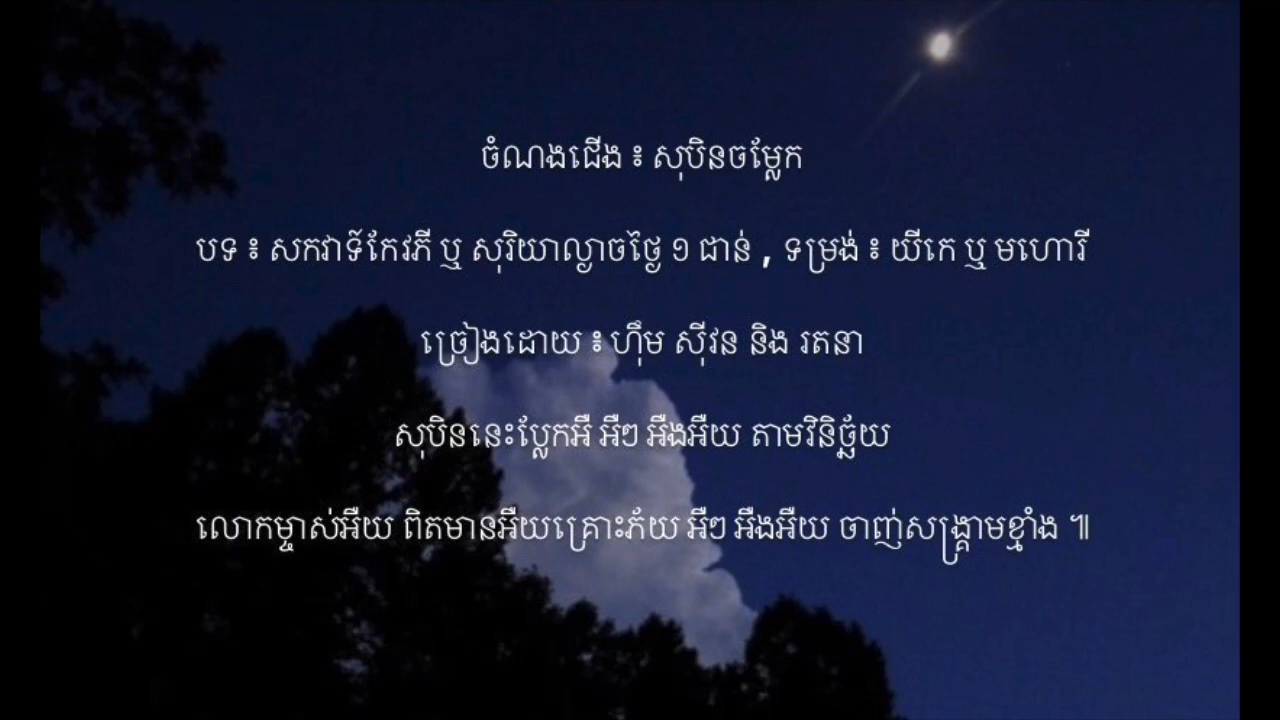 ចំណងជើង ៖ សុបិនចម្លែក
បទ ៖ សកវាទ៍កែវភី ឬ សុរិយាល្ងាចថ្ងៃ ១ ជាន់ , ទម្រង់ ៖ យីកេ ឬ មហោរី
ច្រៀងដោយ ៖ ហ៊ឹម ស៊ីវន និង រតនា
សុបិននេះប្លែកអឺ អឺៗ អឺងអឺយ តាមវិនិច្ឆ័យ
លោកម្ចាស់អឺយ ពិតមានអឺយគ្រោះភ័យ អឺៗ អឺងអឺយ ចាញ់សង្គ្រាមខ្មាំង ៕